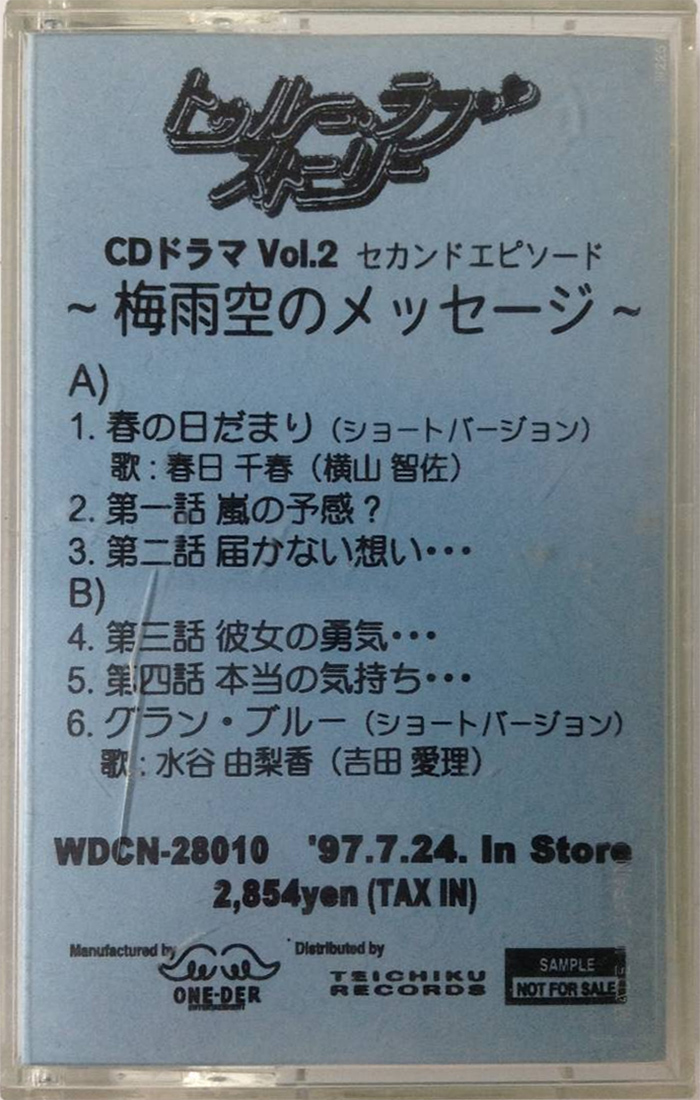 トゥルー・ラブ
ストーリー
CDドラマ Vol.2 セカンドエピソード
~ 梅雨空のメッセージ ~
A)
1. 春の日だまり（ショートバージョン）
歌 : 春日 千春（横山 智佐）
2. 第一話 嵐の予感？
3. 第二話 届かない想い･･･
B)
4. 第三話 彼女の勇気･･･
5. 第四話 本当の気持ち･･･
6. グラン・ブルー（ショートバージョン）
歌 : 水谷 由梨香（吉田 愛理）
WDCN-28010 '97.7.24. In Store
2,854yen (TAX IN)
Manufactured by
ONE-DER
ENTERTAINMENT
Distributed by
TEICHIKU
RECORDS
SAMPLE
NOT FOR SALE